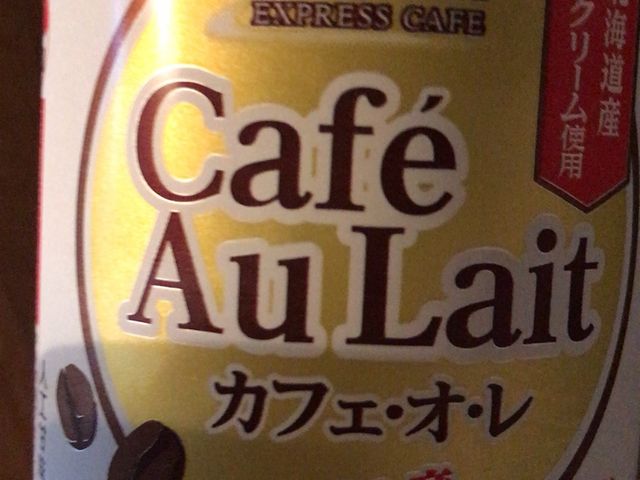 EXPRESS CAFE
Café
Au Lait
カフェ・オ・レ
北海道産
クリーム使用